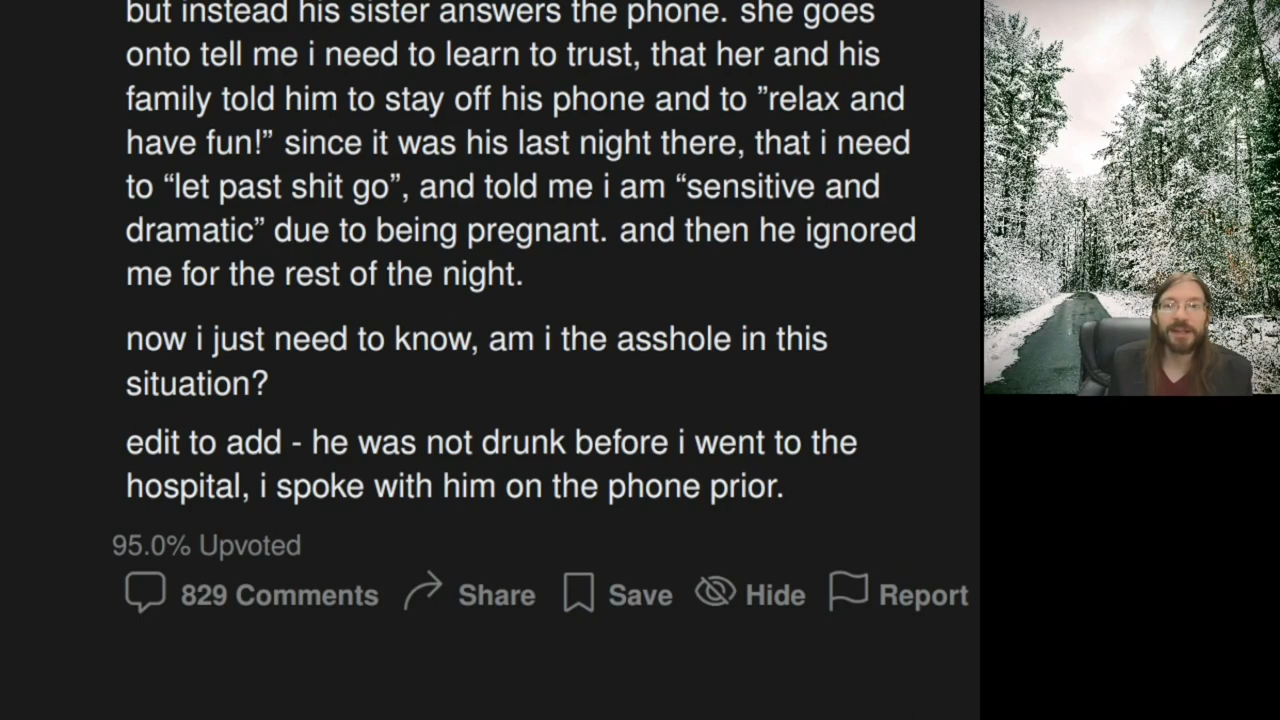 but instead his sister answers the phone. she goes
onto tell me i need to learn to trust, that her and his
family told him to stay off his phone and to ”relax and
have fun!” since it was his last night there, that i need
to “let past shit go”, and told me i am “sensitive and
dramatic” due to being pregnant. and then he ignored
me for the rest of the night.
now i just need to know, am i the asshole in this
situation?
edit to add - he was not drunk before i went to the
hospital, i spoke with him on the phone prior.
95.0% Upvoted
829 Comments Share Save Hide Report